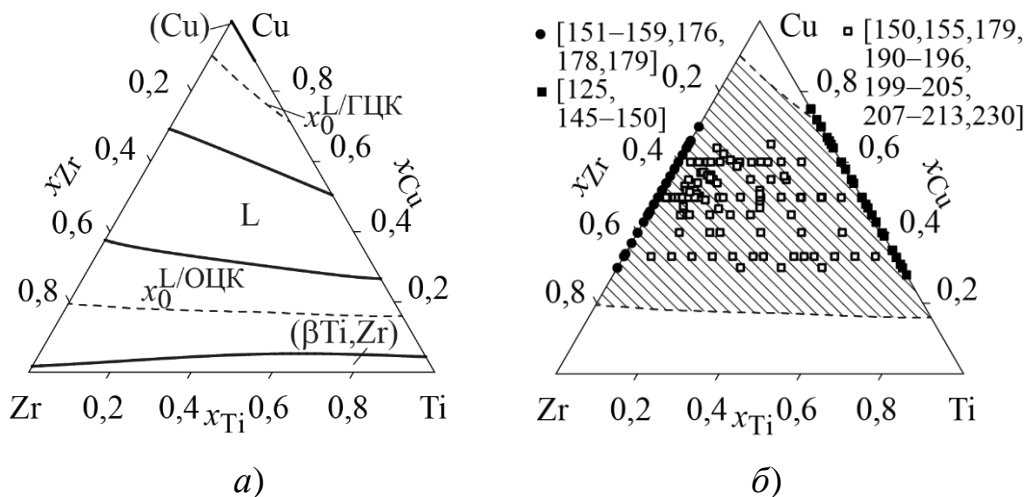 (Cu)
Cu
0,2
0,8
x0 L/ГЦК
0,4
0,6
xZr
xCu
L
0,6
0,4
x0 L/ОЦК
0,8
0,2
(βTi,Zr)
Zr
0,2
0,4
xTi
0,6
0,8
Ti
а)
[151–159,176,
178,179]
[125,
145–150]
Cu
[150,155,179,
190–196,
199–205,
207–213,230]
0,2
0,8
0,4
0,6
xZr
xCu
0,6
0,4
0,8
0,2
Zr
0,2
0,4
xTi
0,6
0,8
Ti
б)